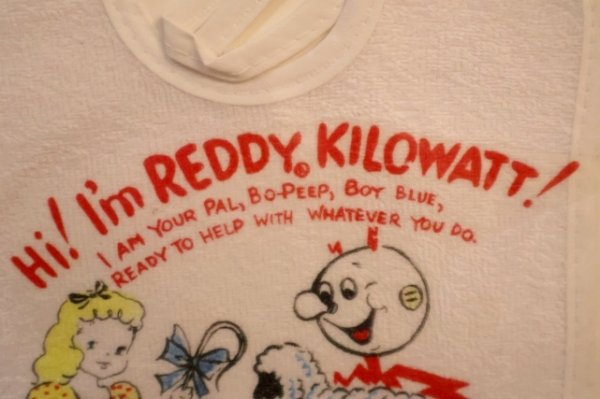 Hi! I'm REDDY® KILOWATT!
I AM YOUR PAL, BO-PEEP, BOY BLUE,
READY TO HELP WITH WHATEVER YOU DO.